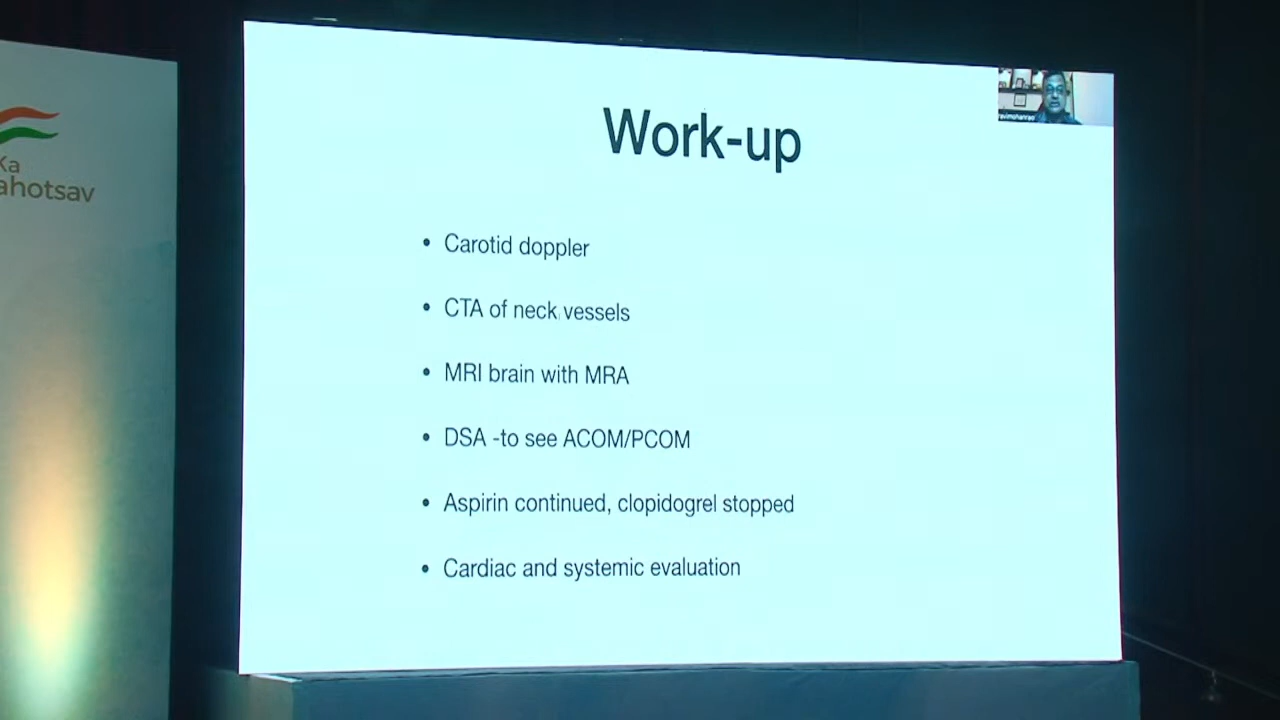 Ka
ahotsav
Work-up
ravimohanrao
• Carotid doppler
• CTA of neck vessels
• MRI brain with MRA
• DSA -to see ACOM/PCOM
• Aspirin continued, clopidogrel stopped
• Cardiac and systemic evaluation